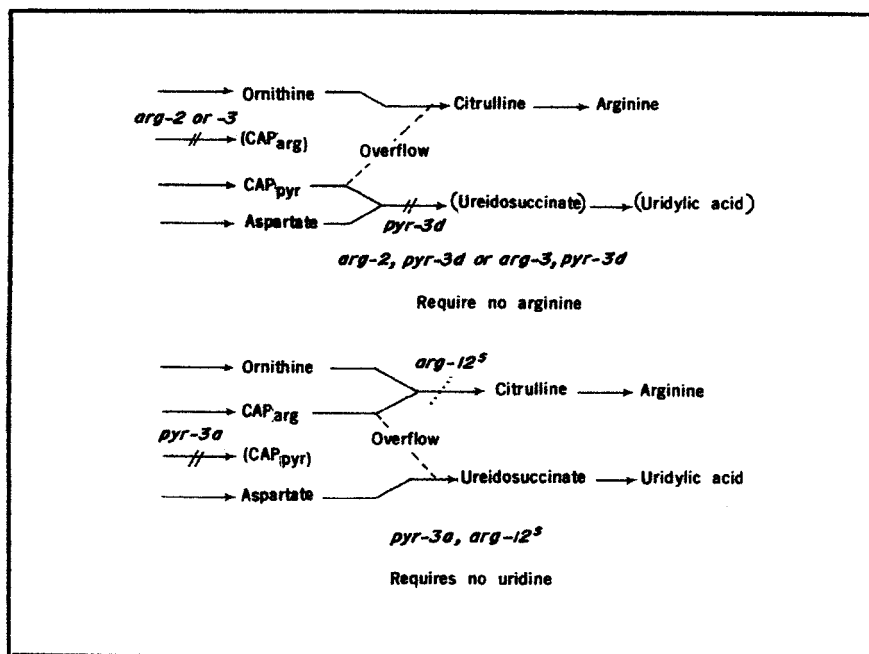 Ornithine
Citrulline
Arginine
arg-2 or -3
(CAParg)
Overflow
CAPpyr
Aspartate
(Ureidosuccinate)
(Uridylic acid)
pyr-3d
arg-2, pyr-3d or arg-3, pyr-3d
Require no arginine
arg-12s
Ornithine
Citrulline
Arginine
CAParg
pyr-3a
Overflow
(CAPpyr)
Ureidosuccinate
Uridylic acid
Aspartate
pyr-3a, arg-12s
Requires no uridine